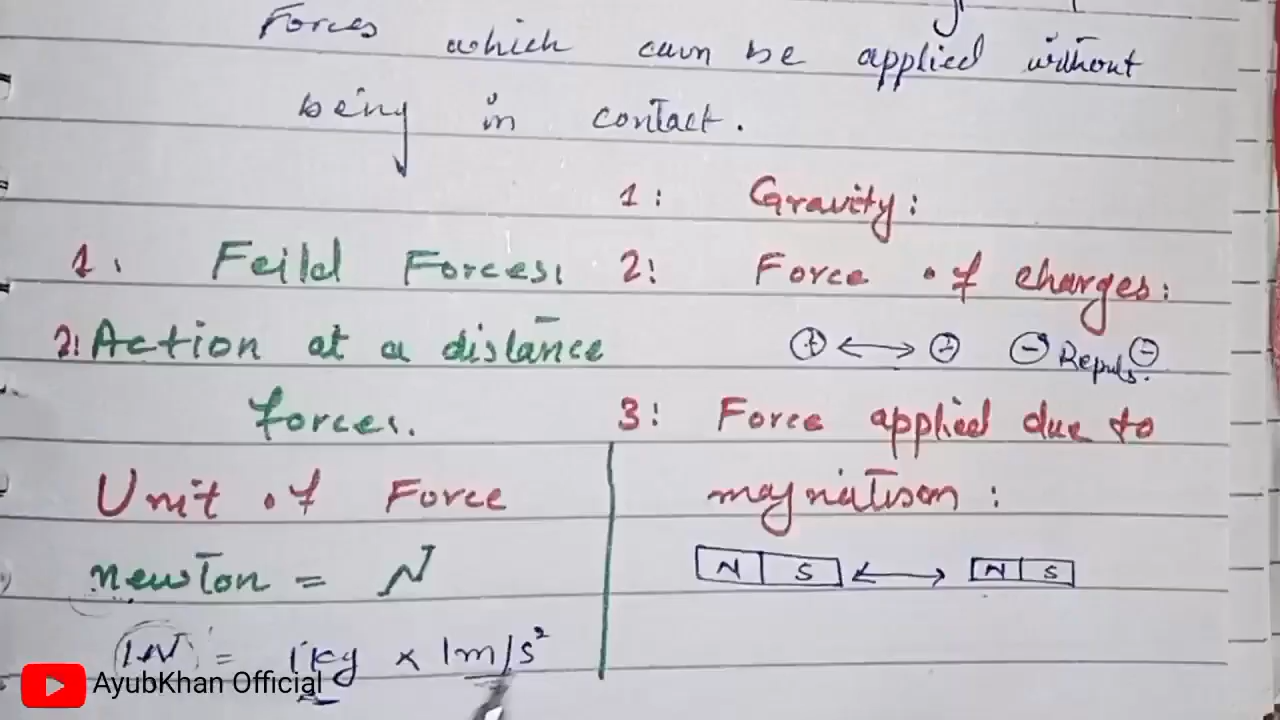 Forces which cawn be applied without
being in contact.
1: Gravity:
1. Feild Forces. 2: Force of charges:
2: Action at a distance
+ ↔ + - Repuls. -
forces. 3: Force applied due to
Unit of Force magnatism:
newton = N
N S ↔ N S
1N = 1kg × 1m/s²
AyubKhan Official